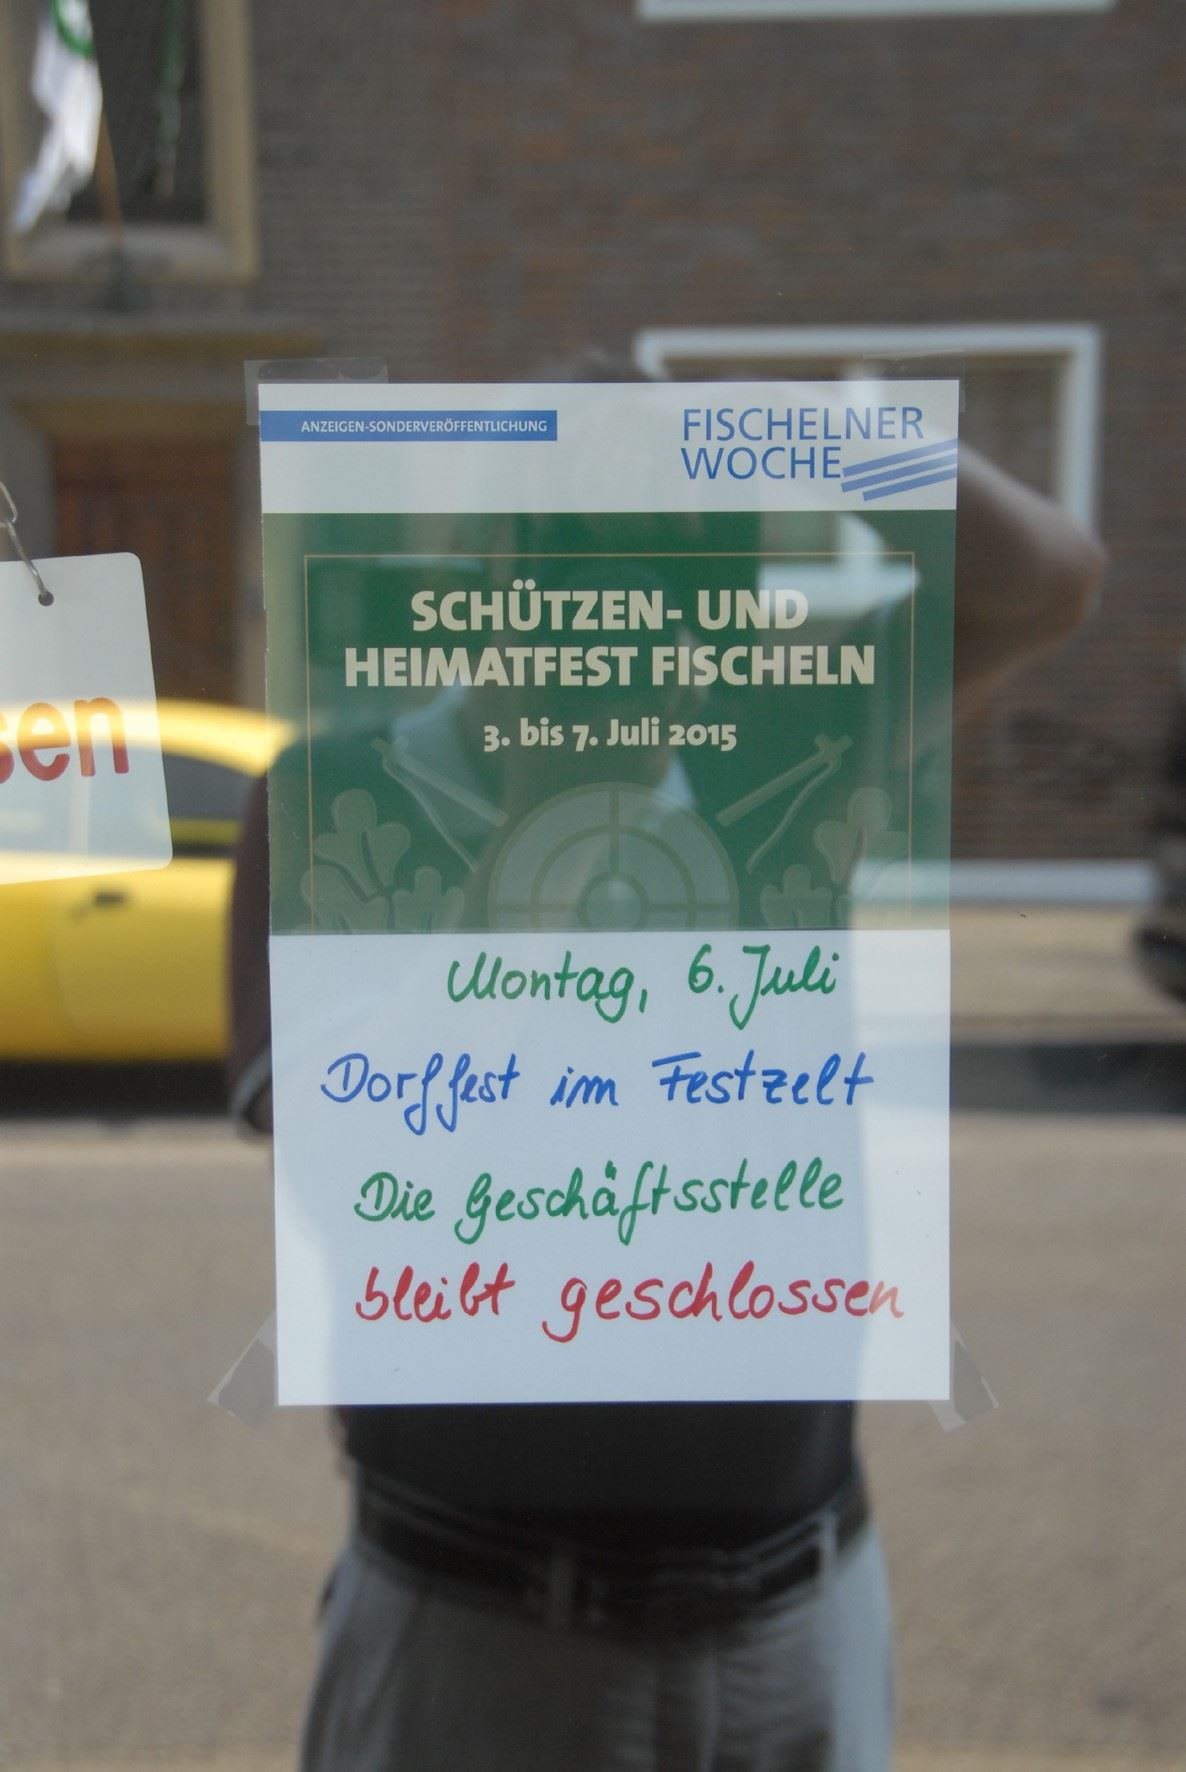 ANZEIGEN-SONDERVERÖFFENTLICHUNG
FISCHELNER
WOCHE
SCHÜTZEN- UND
HEIMATFEST FISCHELN
3. bis 7. Juli 2015
sen
Montag, 6. Juli
Dorffest im Festzelt
Die Geschäftsstelle
bleibt geschlossen